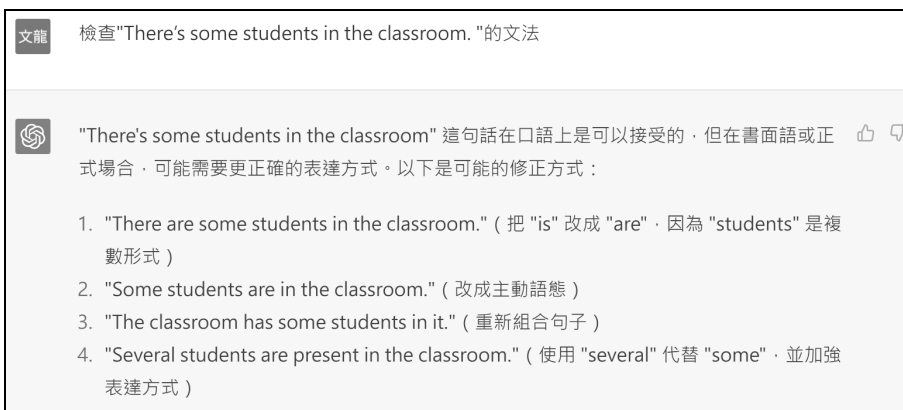 文龍
檢查"There‘s some students in the classroom. "的文法
"There's some students in the classroom" 這句話在口語上是可以接受的，但在書面語或正
式場合，可能需要更正確的表達方式。以下是可能的修正方式：
1. "There are some students in the classroom."（把 "is" 改成 "are"，因為 "students" 是複
數形式）
2. "Some students are in the classroom."（改成主動語態）
3. "The classroom has some students in it."（重新組合句子）
4. "Several students are present in the classroom."（使用 "several" 代替 "some"，並加強
表達方式）